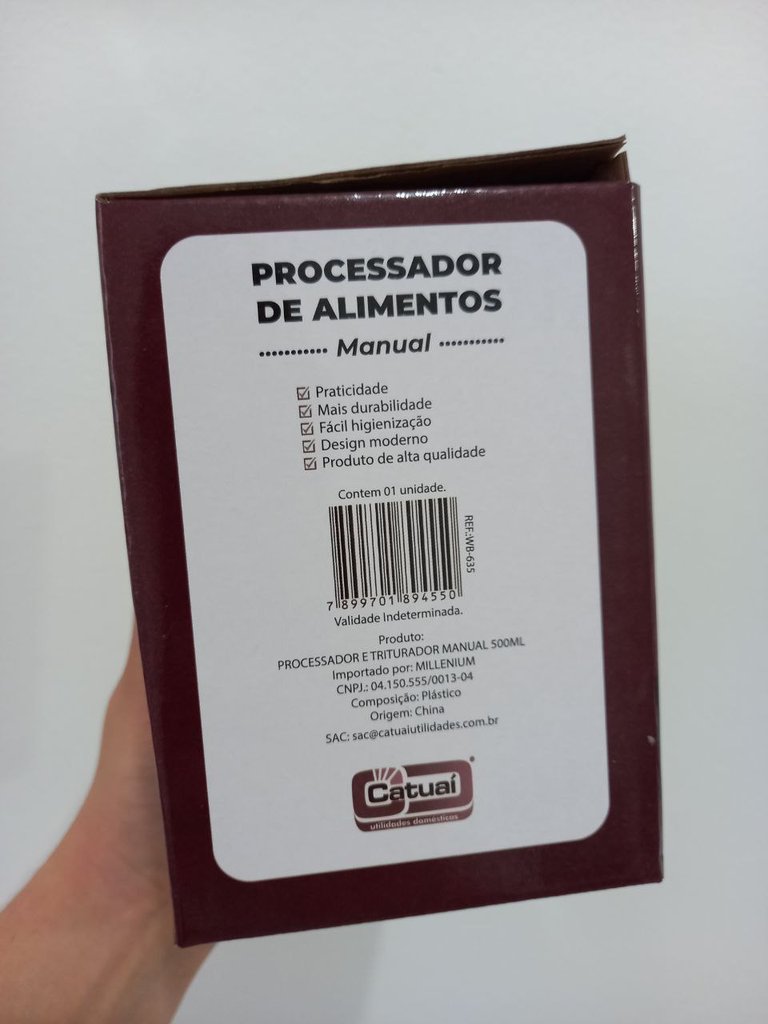 PROCESSADOR
DE ALIMENTOS
Manual
Praticidade
Mais durabilidade
Fácil higienização
Design moderno
Produto de alta qualidade
Contem 01 unidade.
REF.:WB-635
7 899701 894550
Validade Indeterminada.
Produto:
PROCESSADOR E TRITURADOR MANUAL 500ML
Importado por: MILLENIUM
CNPJ.: 04.150.555/0013-04
Composição: Plástico
Origem: China
SAC: sac@catuaiutilidades.com.br
Catuaí
utilidades domésticas